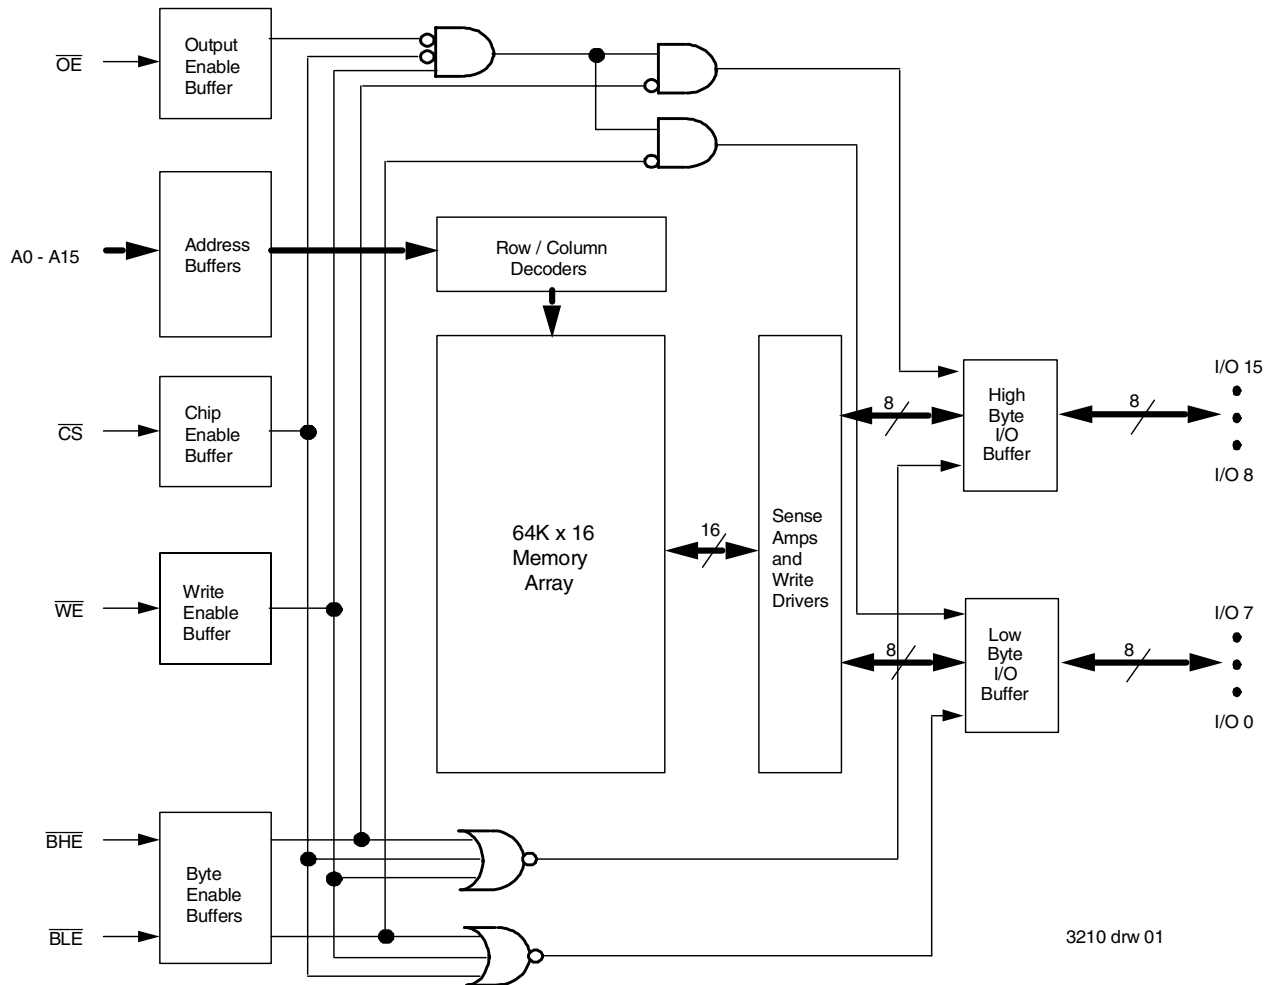 OE
Output
Enable
Buffer
A0 - A15
Address
Buffers
Row / Column
Decoders
CS
Chip
Enable
Buffer
WE
Write
Enable
Buffer
64K x 16
Memory
Array
16
Sense
Amps
and
Write
Drivers
8
High
Byte
I/O
Buffer
8
I/O 15
I/O 8
8
Low
Byte
I/O
Buffer
8
I/O 7
I/O 0
BHE
BLE
Byte
Enable
Buffers
3210 drw 01